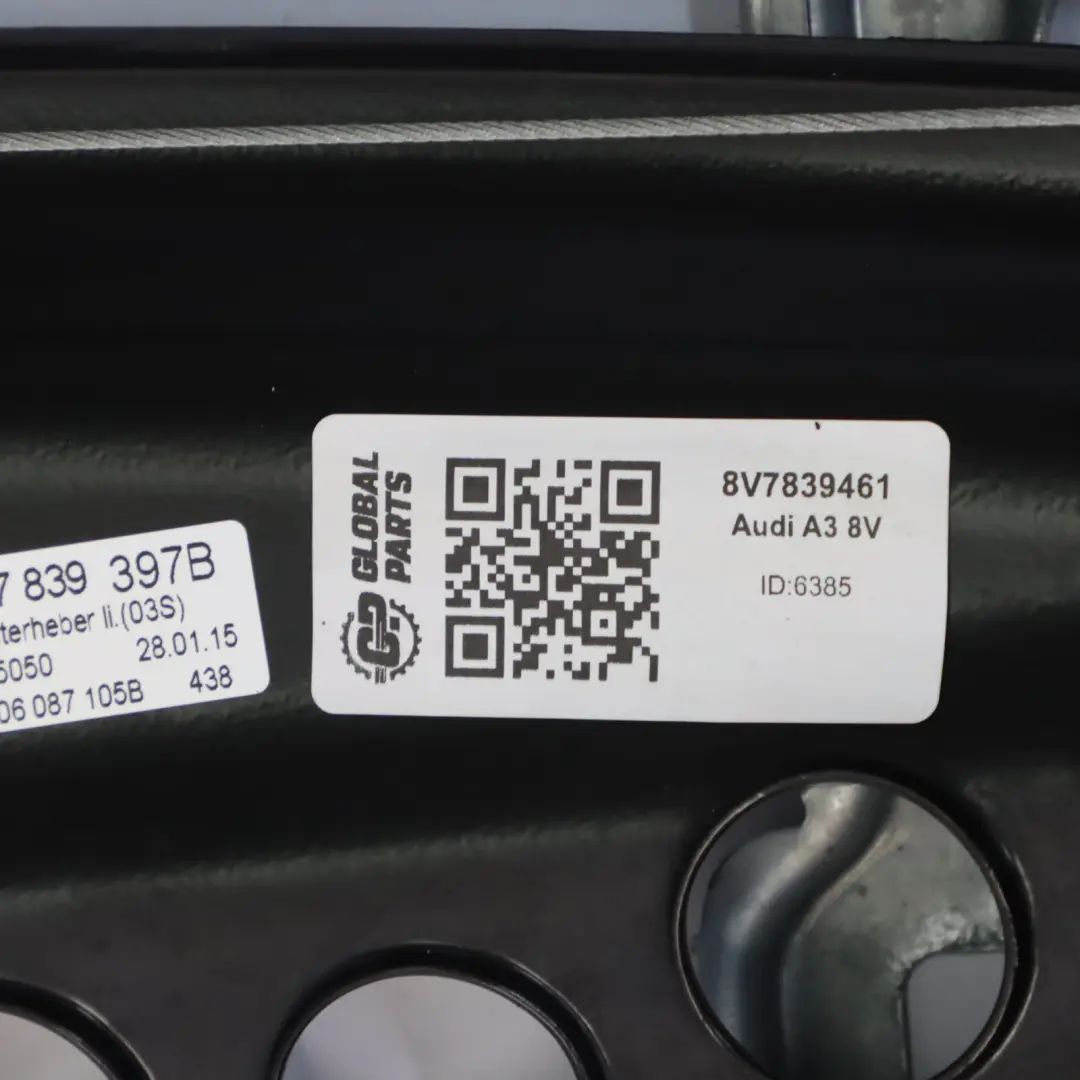 7 839 397B
terheber li.(03S)
5050 28.01.15
06 087 105B 438
GLOBAL
PARTS
GP
8V7839461
Audi A3 8V
ID:6385